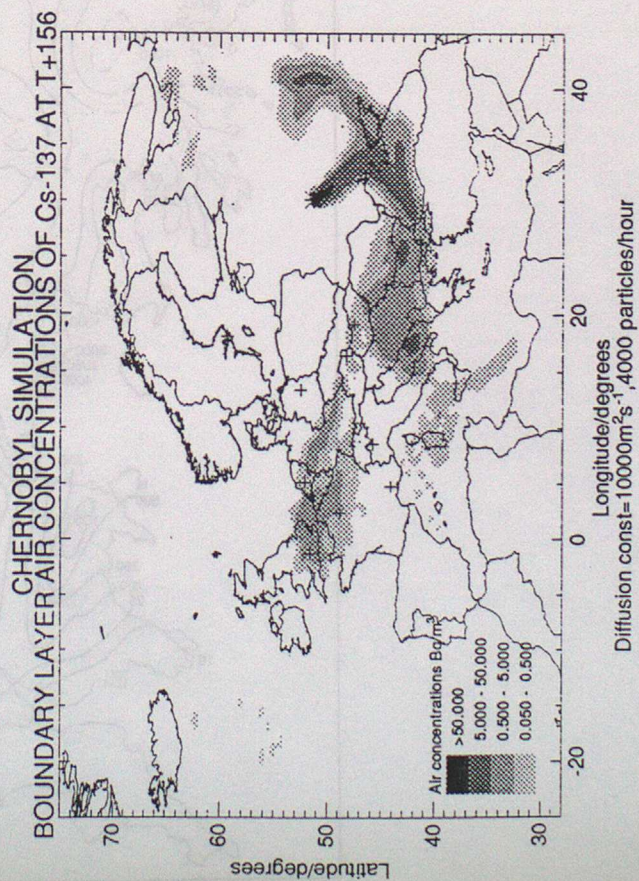 CHERNOBYL SIMULATION
BOUNDARY LAYER AIR CONCENTRATIONS OF Cs-137 AT T+156
Latitude/degrees
70
60
50
40
30
Air concentrations Bq/m³
>50.000
5.000 - 50.000
0.500 - 5.000
0.050 - 0.500
-20
0
20
40
Longitude/degrees
Diffusion const=10000m²s⁻¹,4000 particles/hour